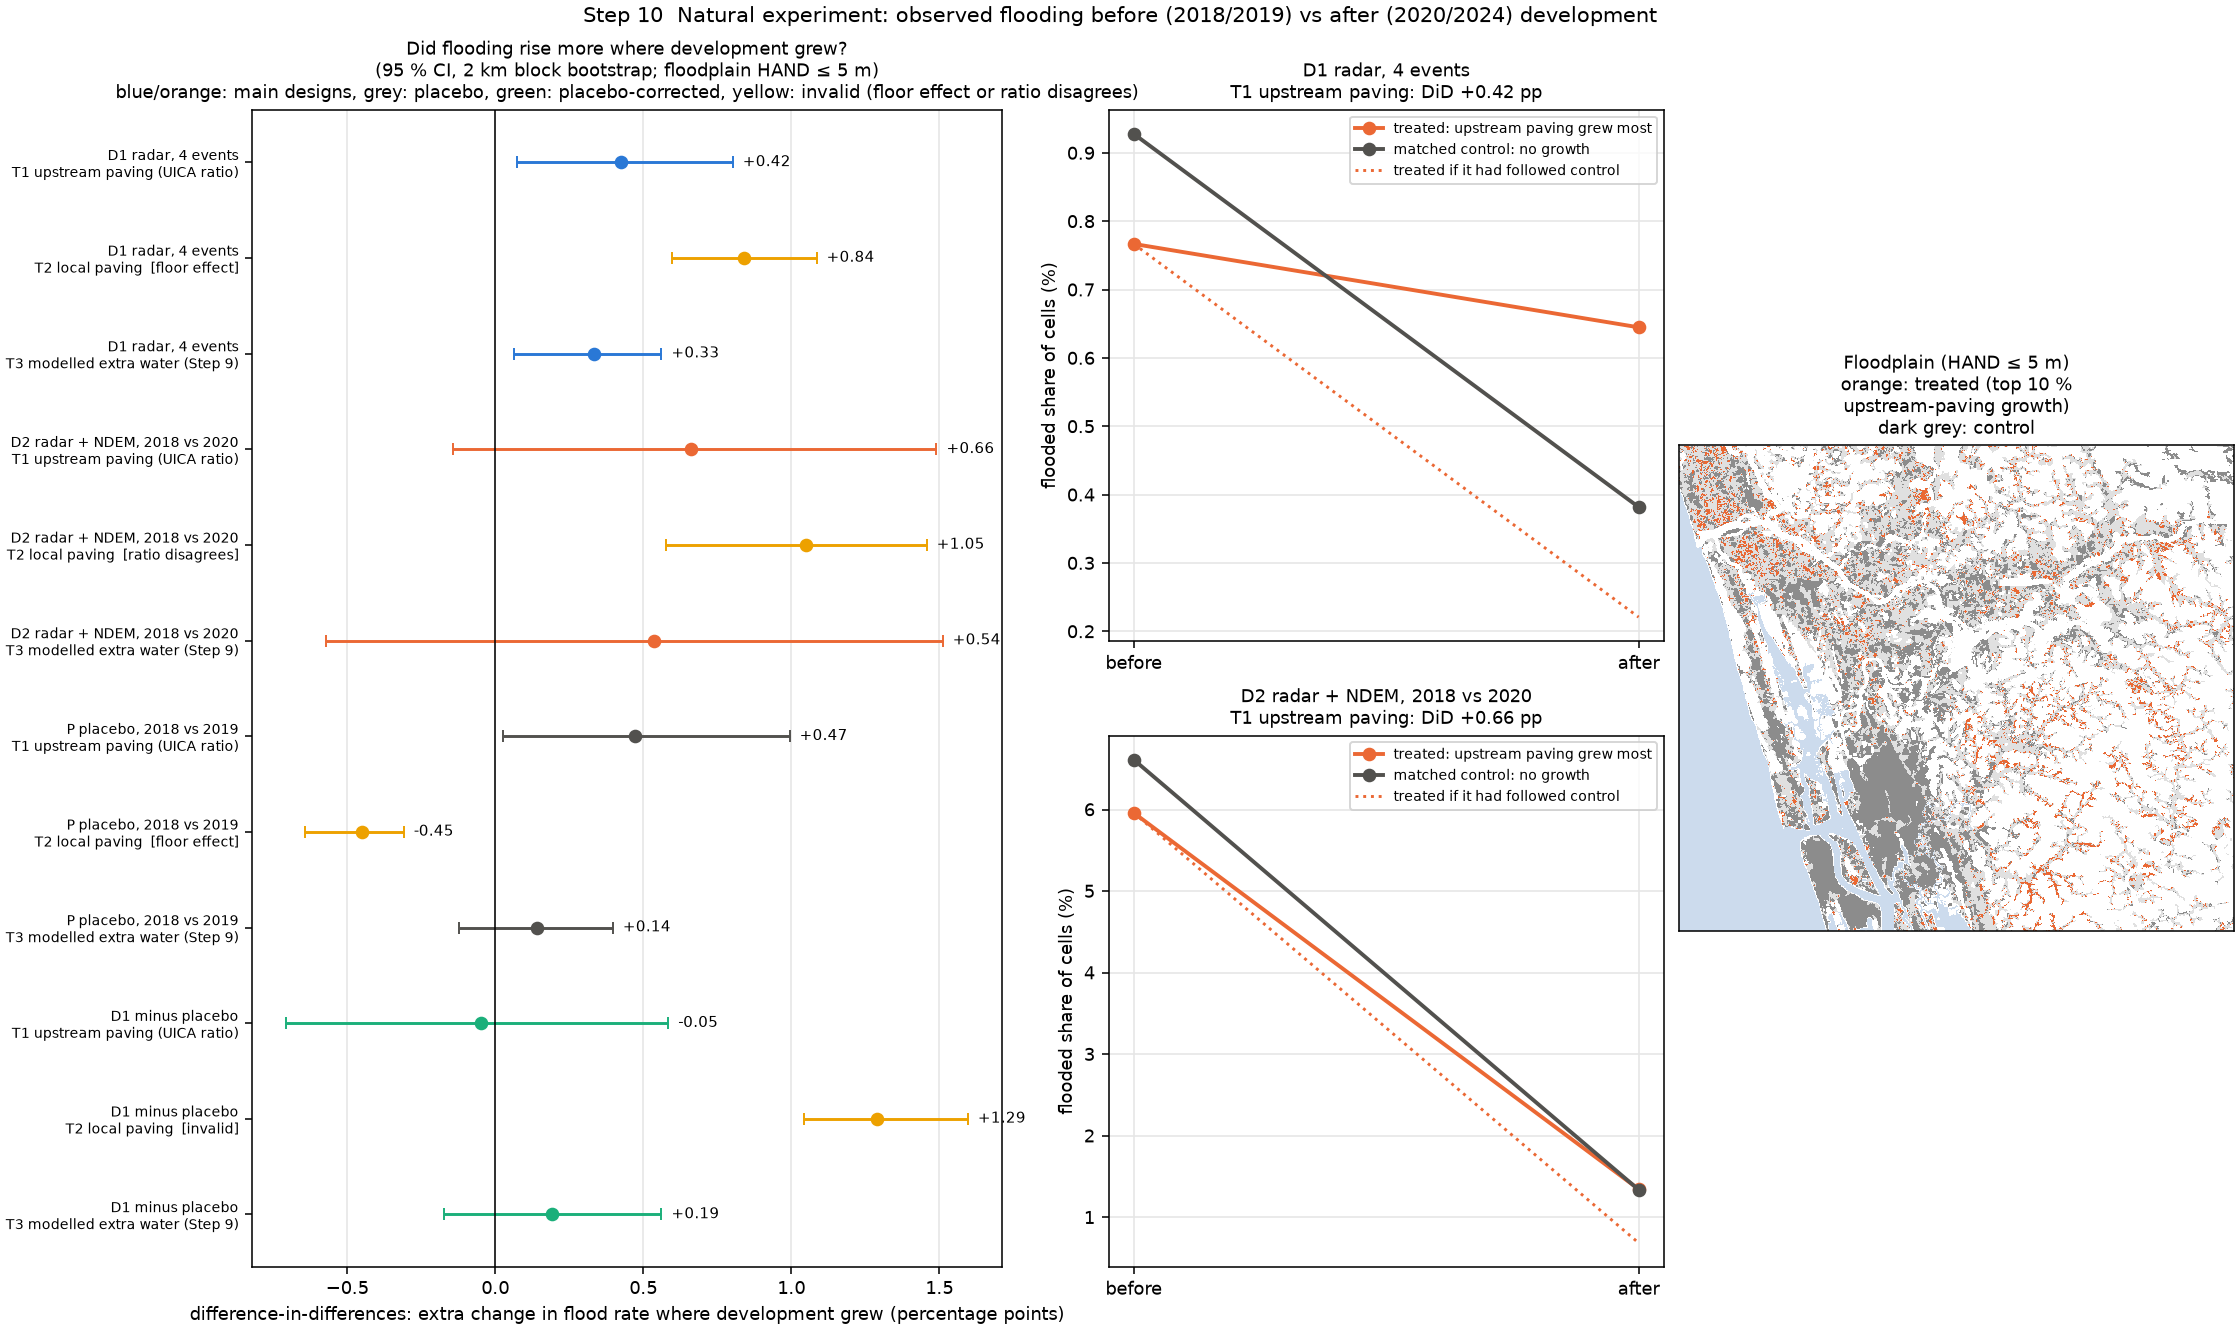 Step 10  Natural experiment: observed flooding before (2018/2019) vs after (2020/2024) development
Did flooding rise more where development grew?
(95 % CI, 2 km block bootstrap; floodplain HAND ≤ 5 m)
blue/orange: main designs, grey: placebo, green: placebo-corrected, yellow: invalid (floor effect or ratio disagrees)
D1 radar, 4 events
T1 upstream paving (UICA ratio)
+0.42
D1 radar, 4 events
T2 local paving  [floor effect]
+0.84
D1 radar, 4 events
T3 modelled extra water (Step 9)
+0.33
D2 radar + NDEM, 2018 vs 2020
T1 upstream paving (UICA ratio)
+0.66
D2 radar + NDEM, 2018 vs 2020
T2 local paving  [ratio disagrees]
+1.05
D2 radar + NDEM, 2018 vs 2020
T3 modelled extra water (Step 9)
+0.54
P placebo, 2018 vs 2019
T1 upstream paving (UICA ratio)
+0.47
P placebo, 2018 vs 2019
T2 local paving  [floor effect]
-0.45
P placebo, 2018 vs 2019
T3 modelled extra water (Step 9)
+0.14
D1 minus placebo
T1 upstream paving (UICA ratio)
-0.05
D1 minus placebo
T2 local paving  [invalid]
+1.29
D1 minus placebo
T3 modelled extra water (Step 9)
+0.19
−0.5 0.0 0.5 1.0 1.5
difference-in-differences: extra change in flood rate where development grew (percentage points)
D1 radar, 4 events
T1 upstream paving: DiD +0.42 pp
treated: upstream paving grew most
matched control: no growth
treated if it had followed control
0.9
0.8
0.7
0.6
0.5
0.4
0.3
0.2
flooded share of cells (%)
before after
D2 radar + NDEM, 2018 vs 2020
T1 upstream paving: DiD +0.66 pp
treated: upstream paving grew most
matched control: no growth
treated if it had followed control
6
5
4
3
2
1
flooded share of cells (%)
before after
Floodplain (HAND ≤ 5 m)
orange: treated (top 10 %
upstream-paving growth)
dark grey: control